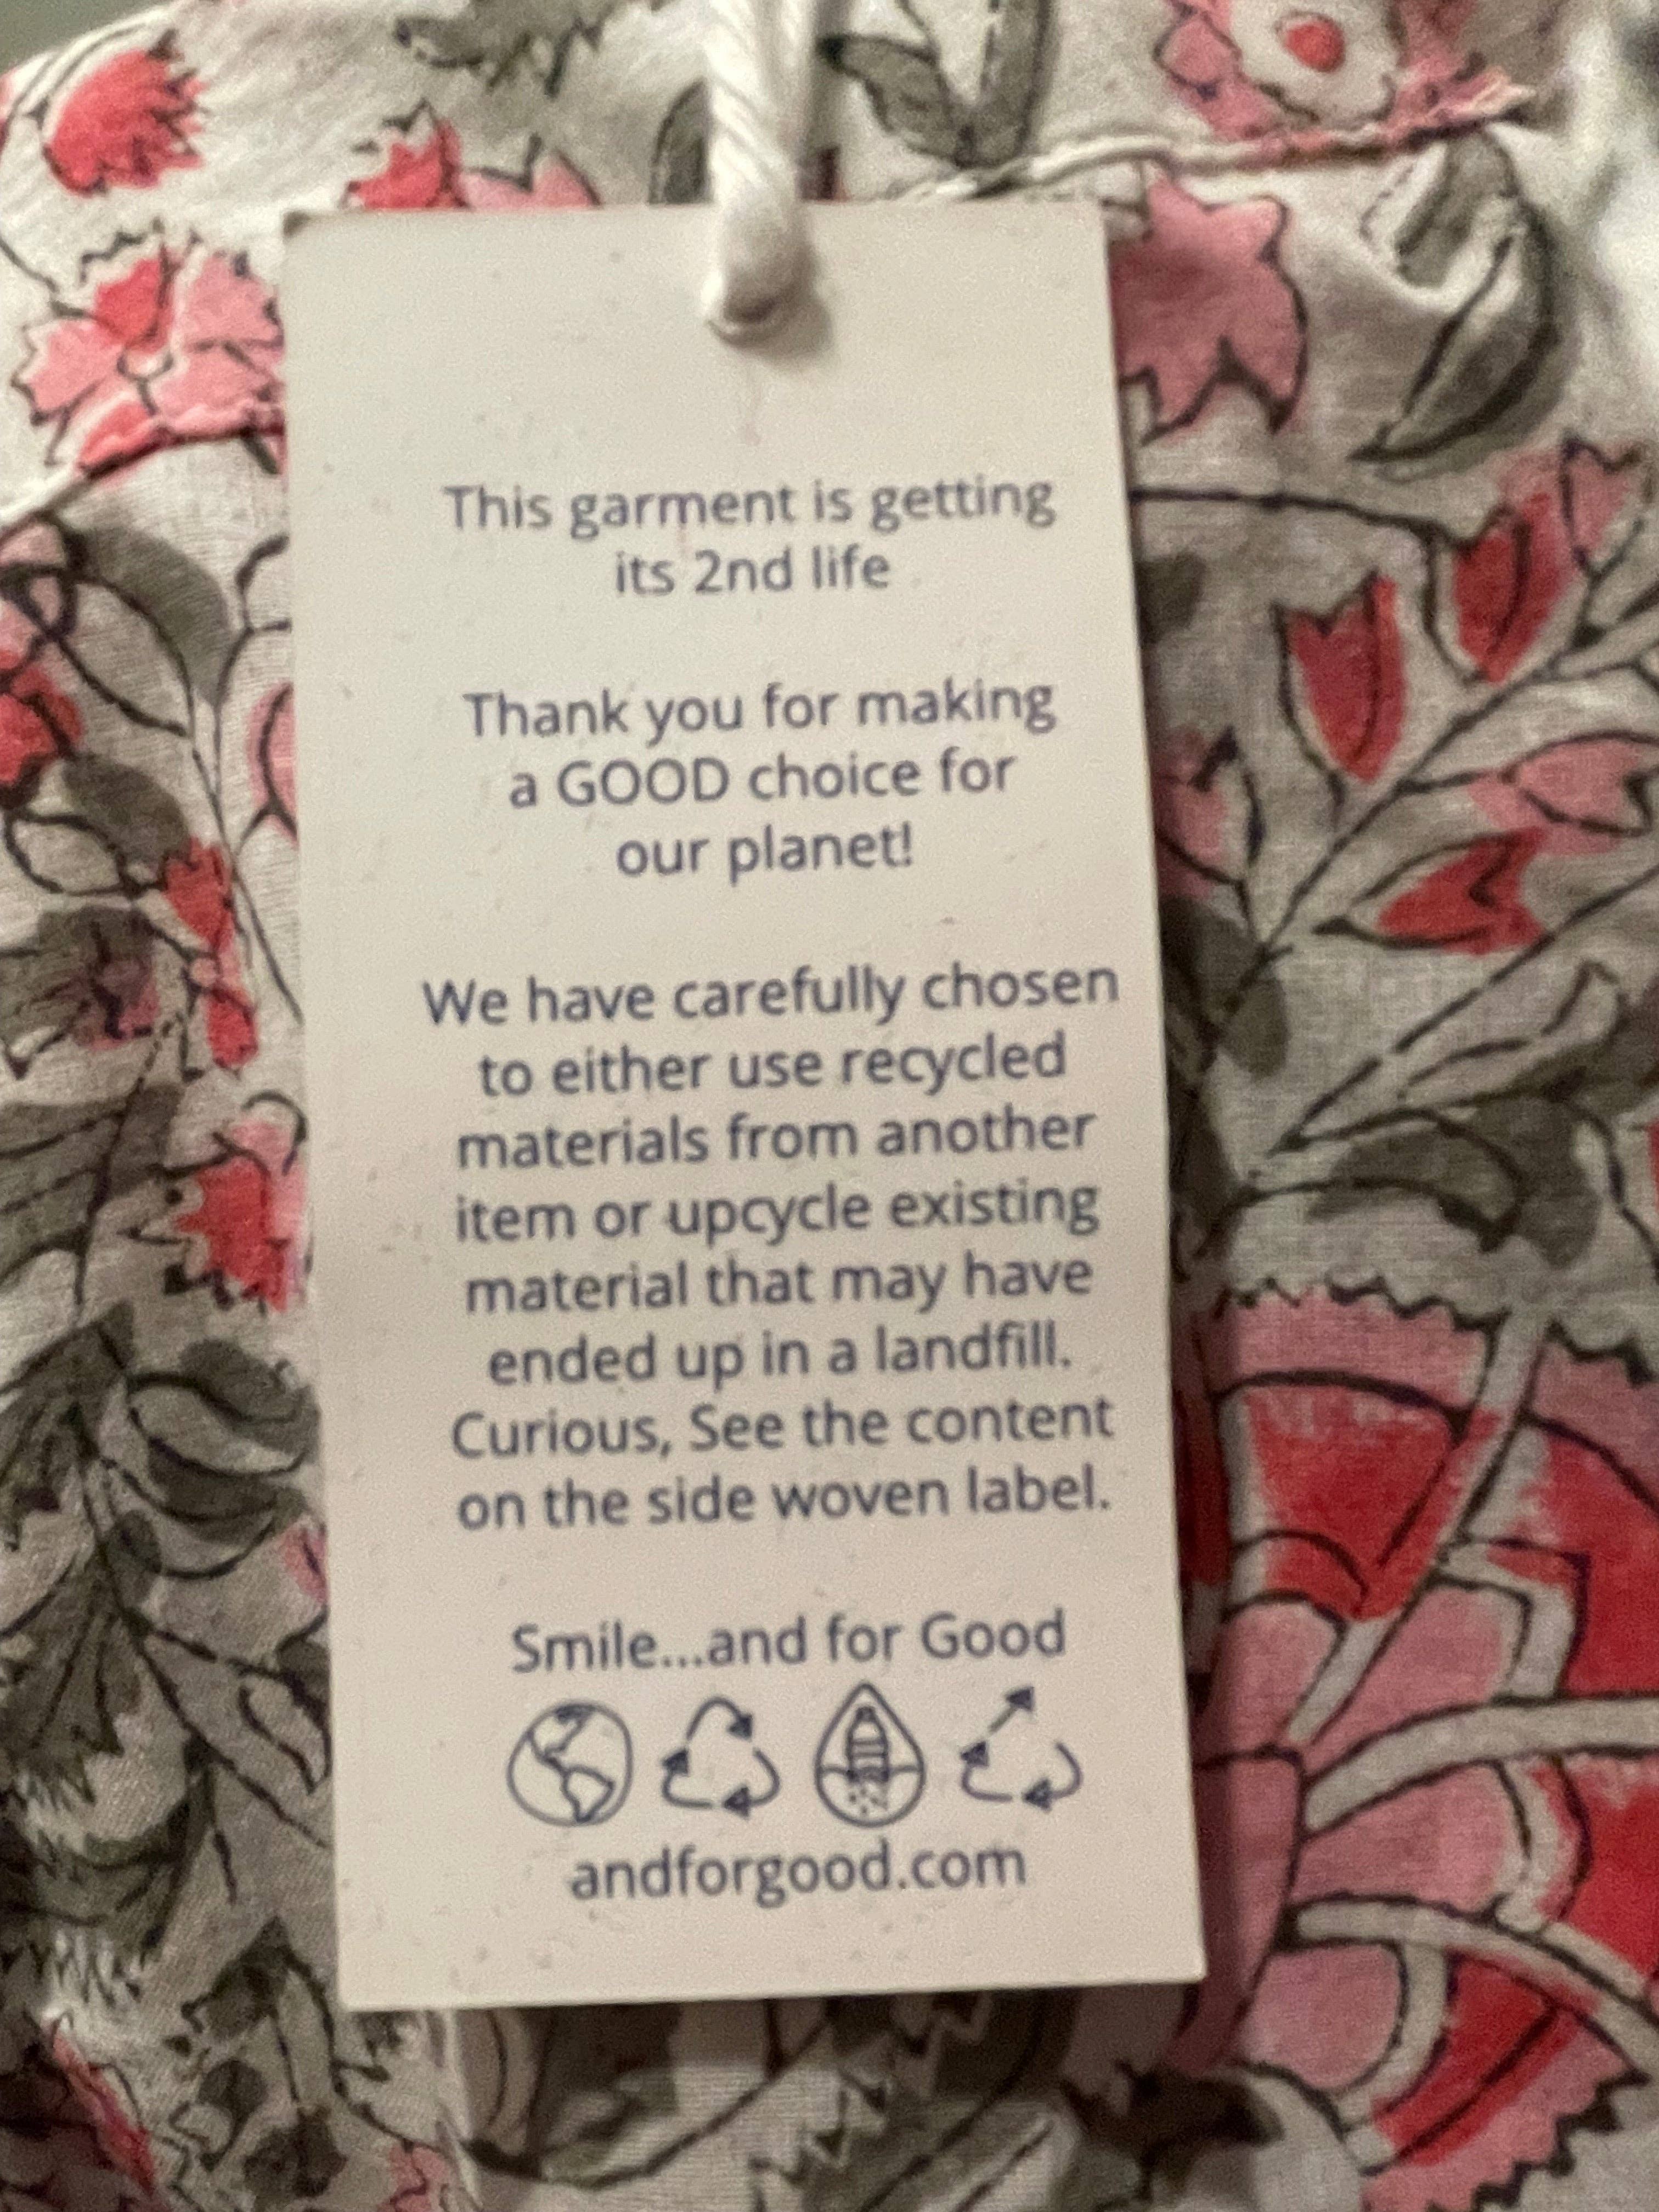 This garment is getting
its 2nd life
Thank you for making
a GOOD choice for
our planet!
We have carefully chosen
to either use recycled
materials from another
item or upcycle existing
material that may have
ended up in a landfill.
Curious, See the content
on the side woven label.
Smile...and for Good
andforgood.com